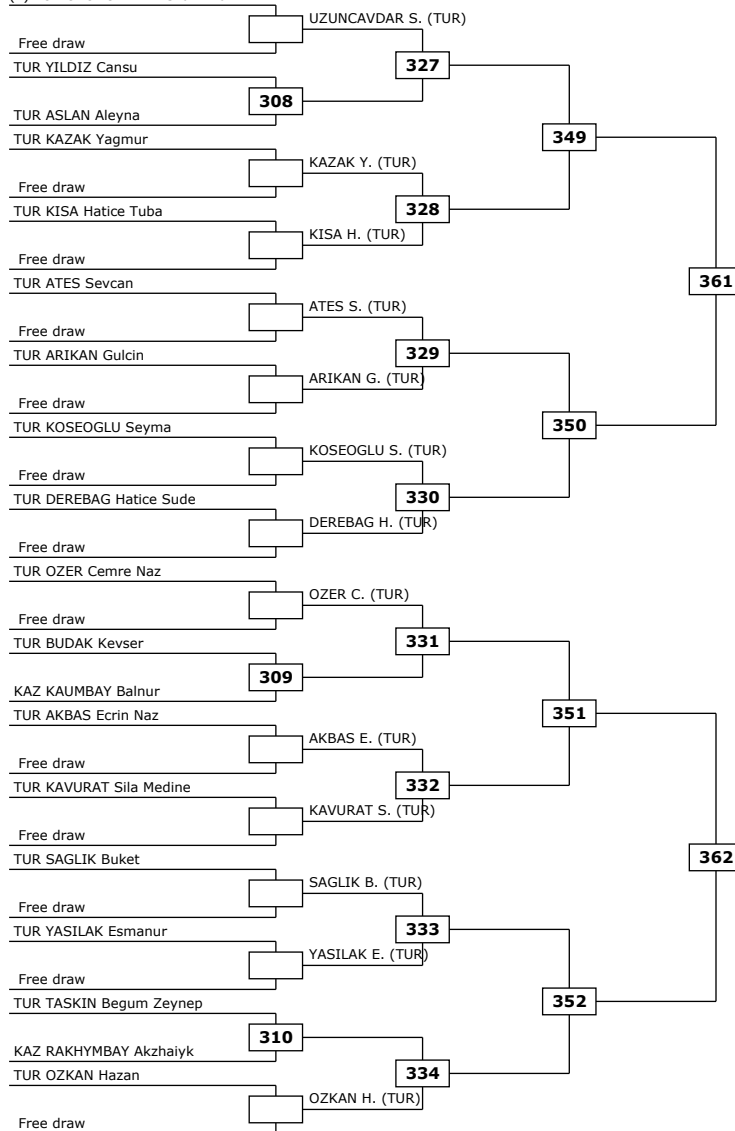 UZUNCAVDAR S. (TUR)
Free draw
327
TUR YILDIZ Cansu
308
TUR ASLAN Aleyna
349
TUR KAZAK Yagmur
KAZAK Y. (TUR)
Free draw
328
TUR KISA Hatice Tuba
KISA H. (TUR)
Free draw
361
TUR ATES Sevcan
ATES S. (TUR)
Free draw
329
TUR ARIKAN Gulcin
ARIKAN G. (TUR)
Free draw
350
TUR KOSEOGLU Seyma
KOSEOGLU S. (TUR)
Free draw
330
TUR DEREBAG Hatice Sude
DEREBAG H. (TUR)
Free draw
TUR OZER Cemre Naz
OZER C. (TUR)
Free draw
331
TUR BUDAK Kevser
309
KAZ KAUMBAY Balnur
351
TUR AKBAS Ecrin Naz
AKBAS E. (TUR)
Free draw
332
TUR KAVURAT Sila Medine
KAVURAT S. (TUR)
Free draw
362
TUR SAGLIK Buket
SAGLIK B. (TUR)
Free draw
333
TUR YASILAK Esmanur
YASILAK E. (TUR)
Free draw
352
TUR TASKIN Begum Zeynep
310
KAZ RAKHYMBAY Akzhaiyk
334
TUR OZKAN Hazan
OZKAN H. (TUR)
Free draw